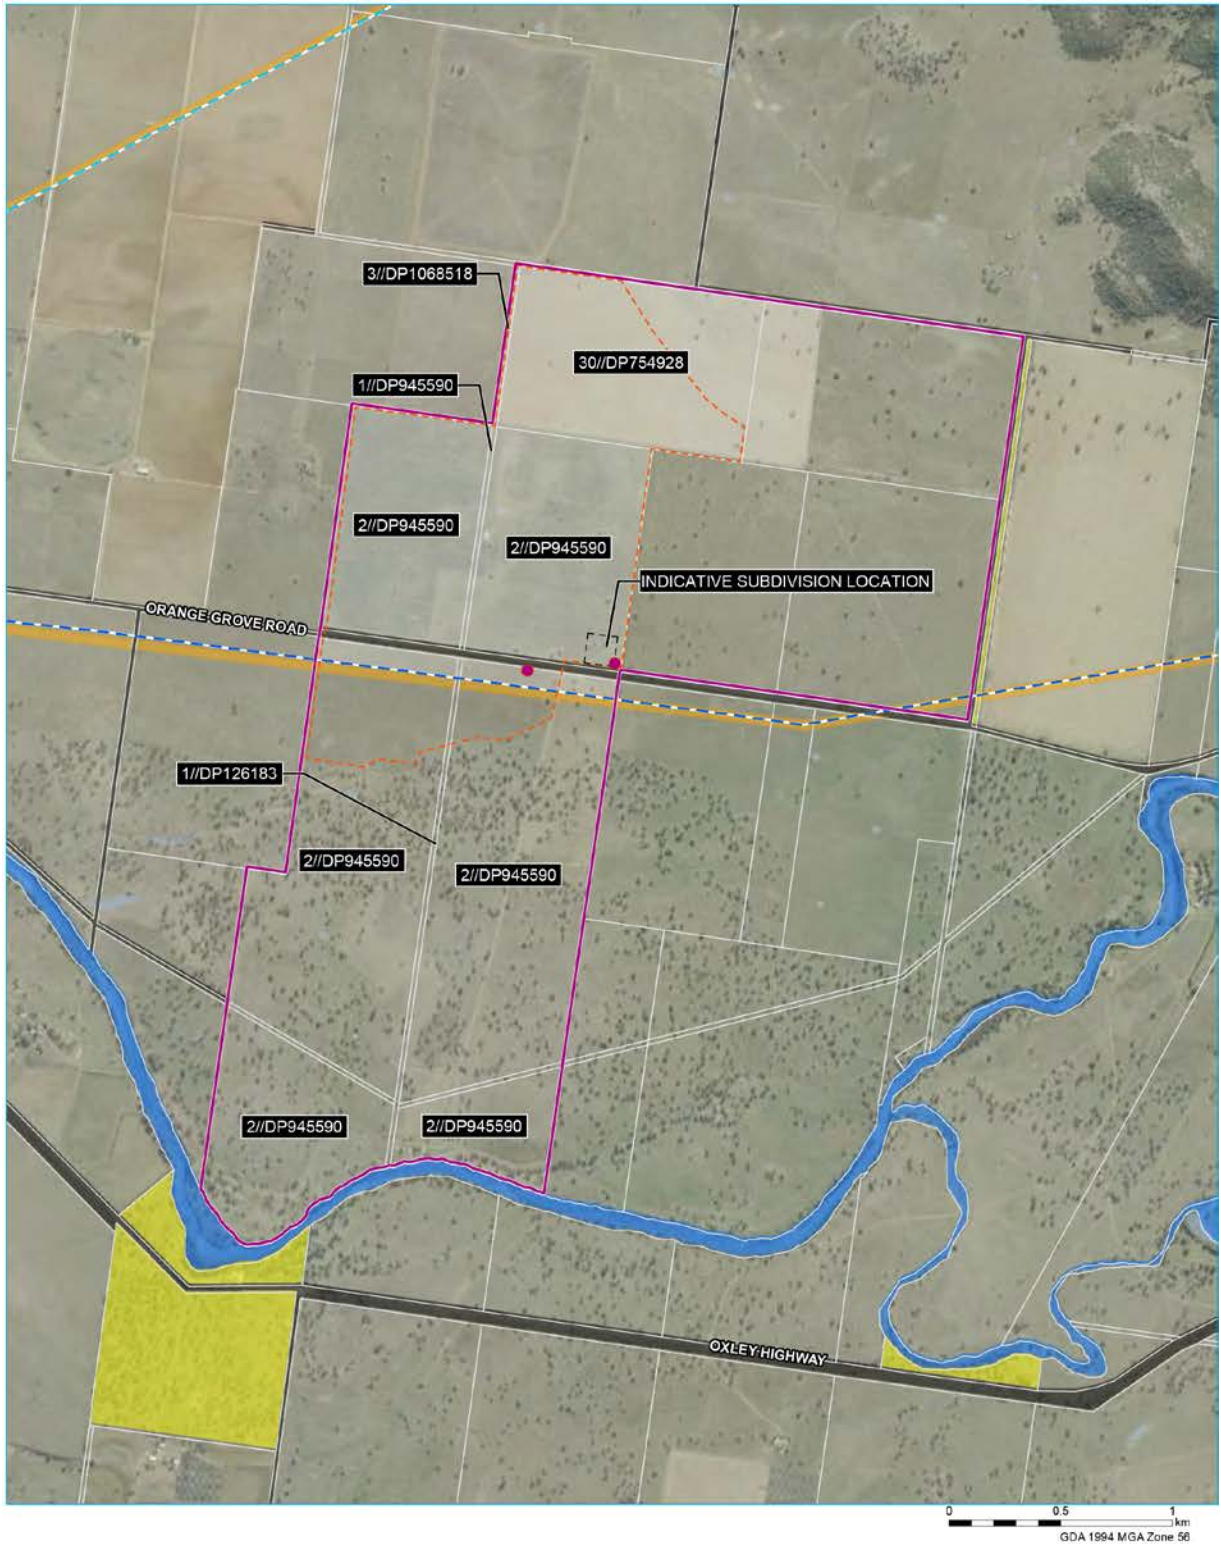 3//DP1068518
30//DP754928
1//DP945590
2//DP945590
2//DP945590
INDICATIVE SUBDIVISION LOCATION
ORANGE GROVE ROAD
1//DP126183
2//DP945590
2//DP945590
2//DP945590
2//DP945590
OXLEY HIGHWAY
0 0.5 1
km
GDA 1994 MGA Zone 56